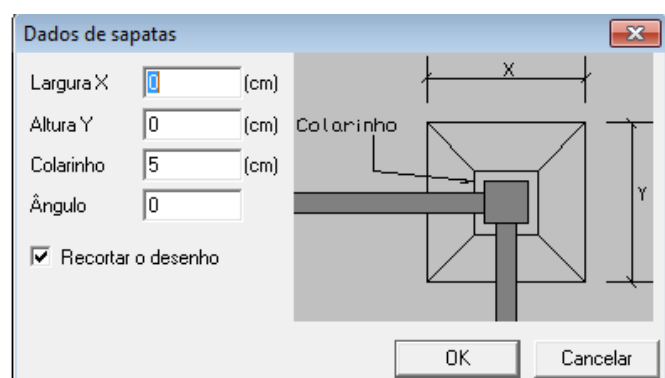 Dados de sapatas
Largura X 0 (cm)
Altura Y 0 (cm)
Colarinho 5 (cm)
Ângulo 0
Recortar o desenho
X
Colarinho
Y
OK Cancelar